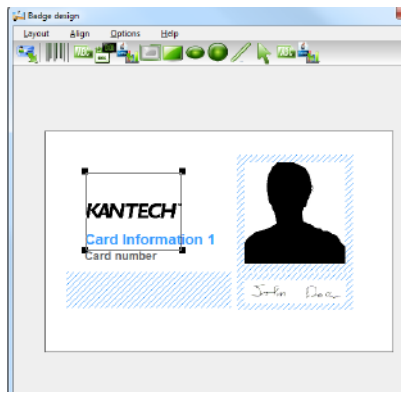 Badge design
Layout Align Options Help
KANTECH
Card Information 1
Card number